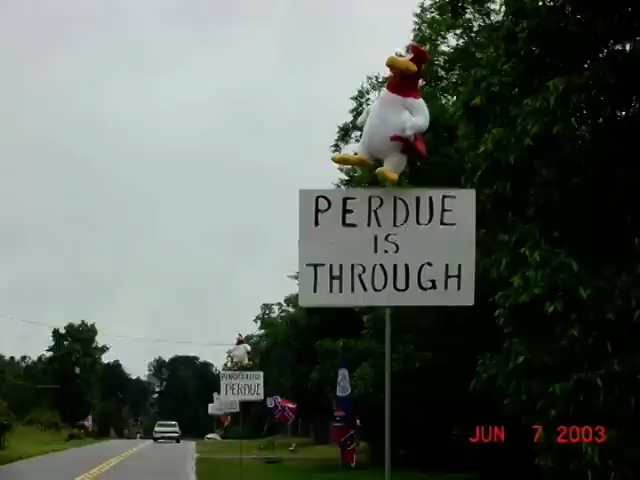 PERDUE
IS
THROUGH
PERDUE
JUN 7 2003